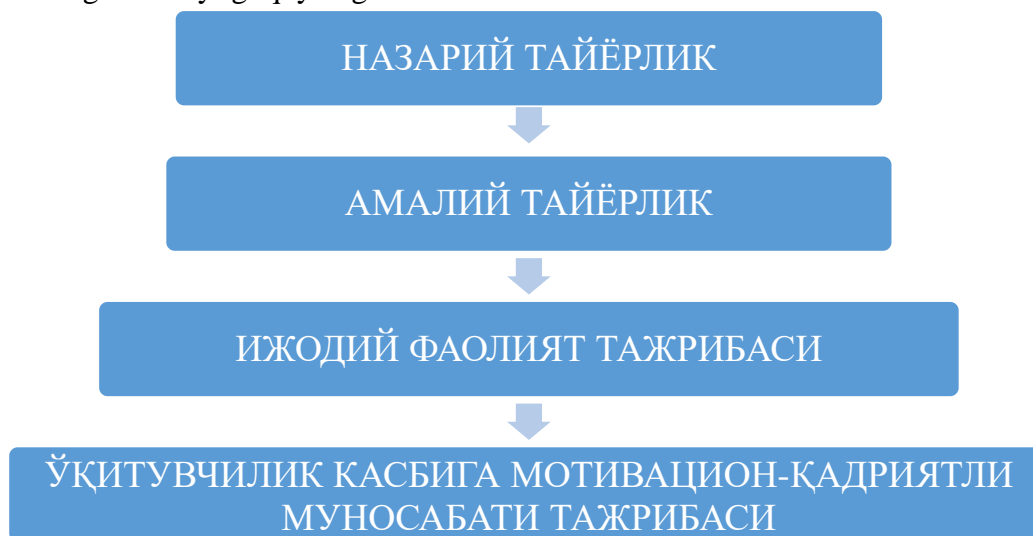 НАЗАРИЙ ТАЙЁРЛИК
АМАЛИЙ ТАЙЁРЛИК
ИЖОДИЙ ФАОЛИЯТ ТАЖРИБАСИ
ЎҚИТУВЧИЛИК КАСБИГА МОТИВАЦИОН-ҚАДРИЯТЛИ
МУНОСАБАТИ ТАЖРИБАСИ